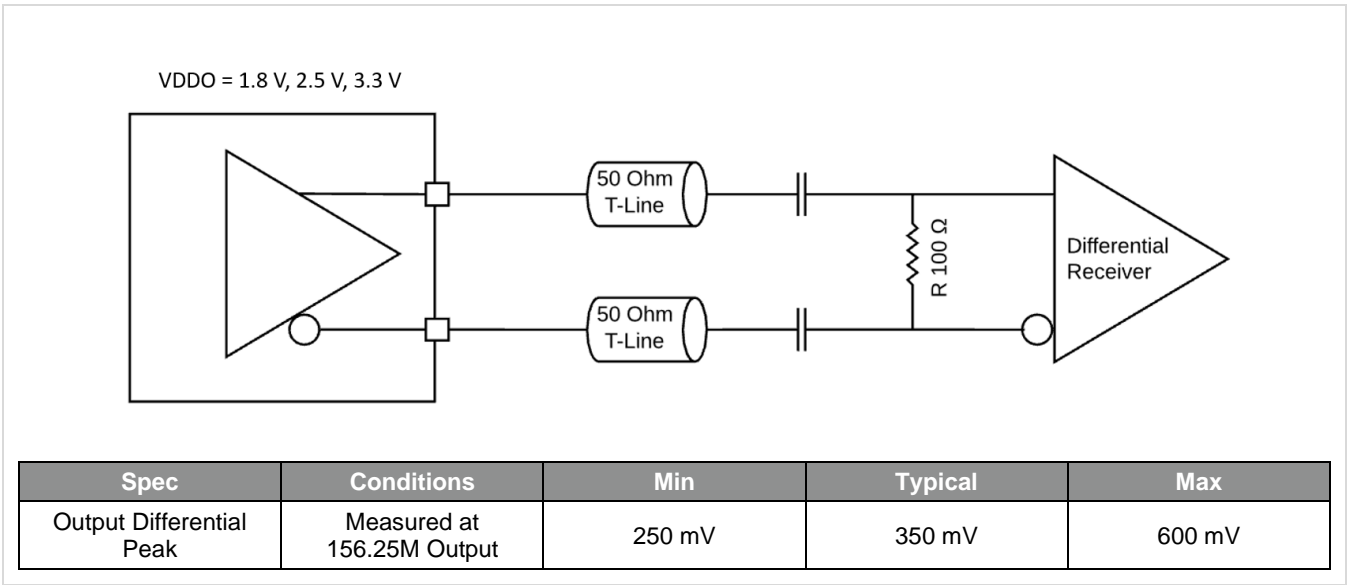 VDDO = 1.8 V, 2.5 V, 3.3 V
50 Ohm
T-Line
R 100 Ω
Differential
Receiver
50 Ohm
T-Line
Spec Conditions Min Typical Max
Output Differential
Peak
Measured at
156.25M Output
250 mV 350 mV 600 mV